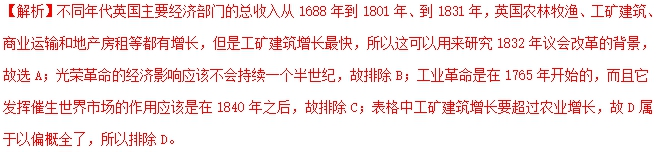 【解析】不同年代英国主要经济部门的总收入从 1688 年到 1801 年、到 1831 年，英国农林牧渔、工矿建筑、
商业运输和地产房租等都有增长，但是工矿建筑增长最快，所以这可以用来研究 1832 年议会改革的背景，
故选 A；光荣革命的经济影响应该不会持续一个半世纪，故排除 B；工业革命是在 1765 年开始的，而且它
发挥催生世界市场的作用应该是在 1840 年之后，故排除 C；表格中工矿建筑增长要超过农业增长，故 D 属
于以偏概全了，所以排除 D。